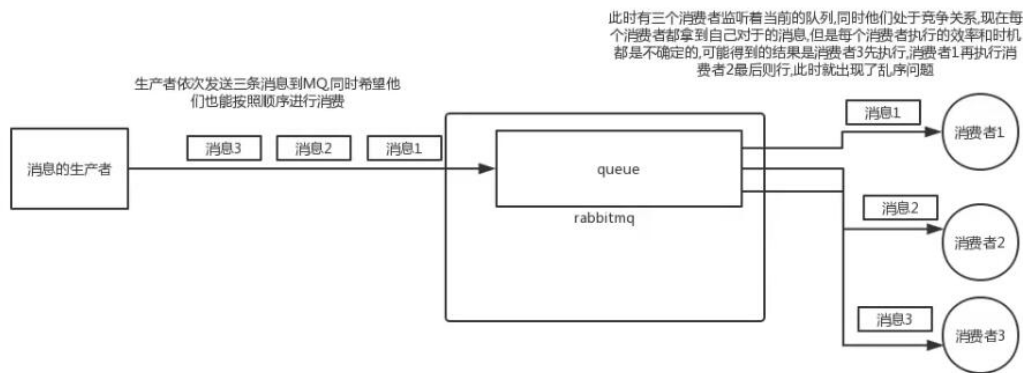 此时有三个消费者监听着当前的队列,同时他们处于竞争关系,现在每
个消费者都拿到自己对于的消息,但是每个消费者执行的效率和时机
都是不确定的,可能得到的结果是消费者3先执行,消费者1再执行消
费者2最后则行,此时就出现了乱序问题
生产者依次发送三条消息到MQ,同时希望他
们也能按照顺序进行消费
消息的生产者
消息3
消息2
消息1
queue
rabbitmq
消息1
消费者1
消息2
消费者2
消息3
消费者3